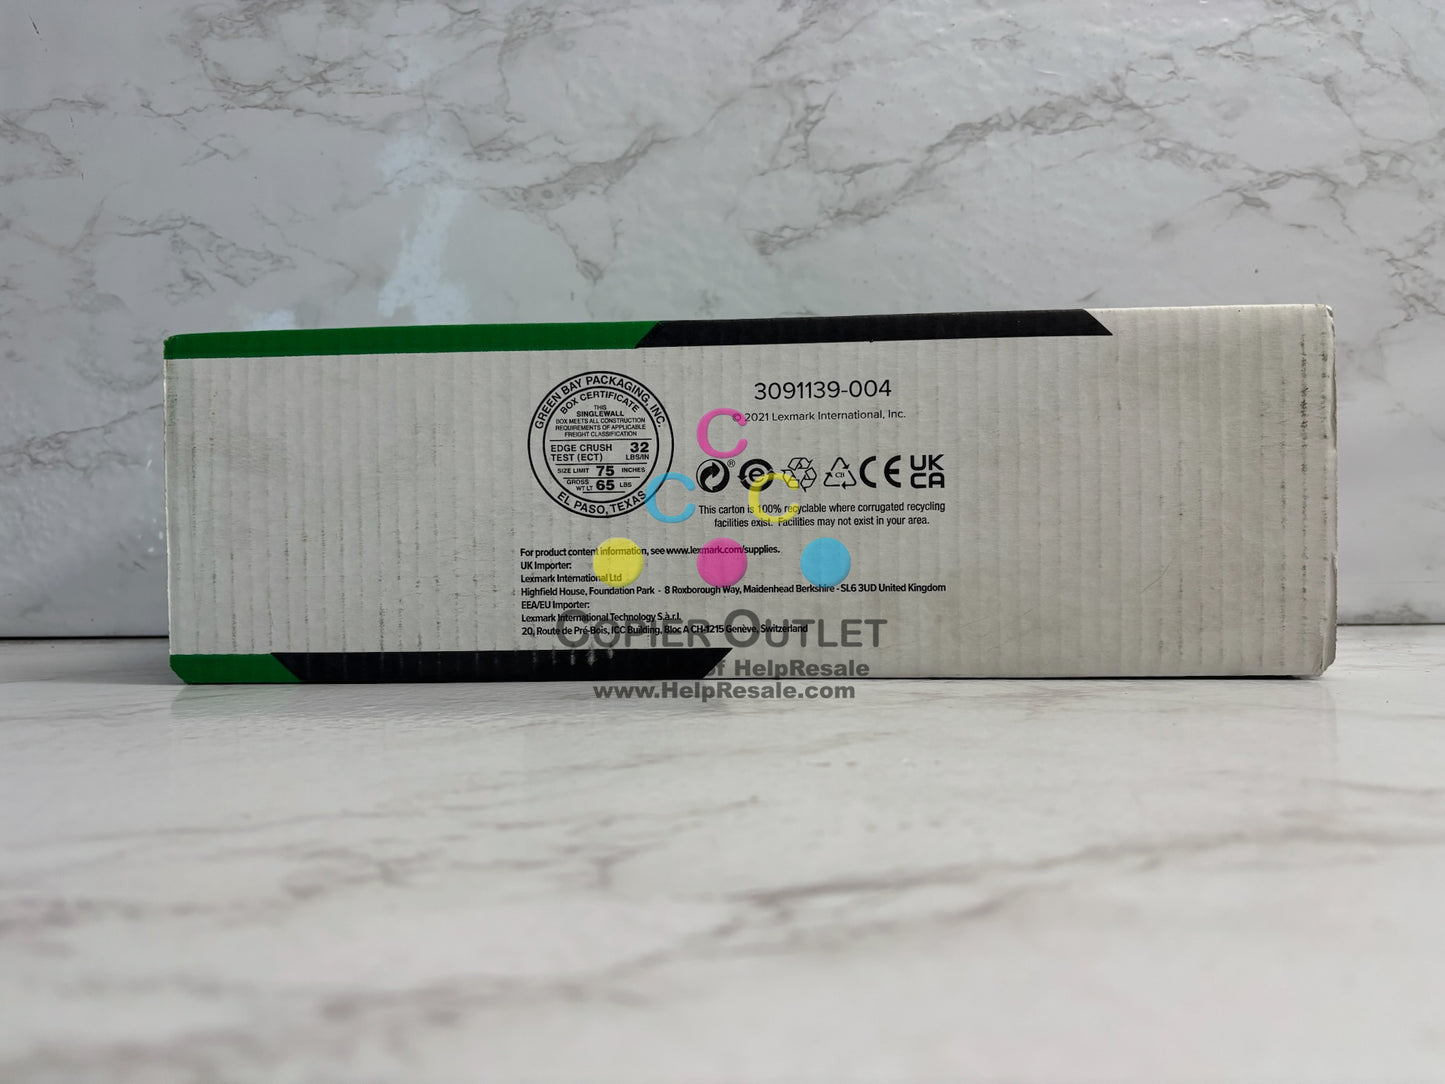 GREEN BAY PACKAGING, INC.
BOX CERTIFICATE
THIS
SINGLEWALL
BOX MEETS ALL CONSTRUCTION
REQUIREMENTS OF APPLICABLE
FREIGHT CLASSIFICATION
EDGE CRUSH TEST (ECT) 32 LBS/IN
SIZE LIMIT 75 INCHES
GROSS WT LT 65 LBS
EL PASO, TEXAS
3091139-004
© 2021 Lexmark International, Inc.
® e CB CE UK CA
This carton is 100% recyclable where corrugated recycling
facilities exist. Facilities may not exist in your area.
For product content information, see www.lexmark.com/supplies.
UK Importer:
Lexmark International Ltd
Highfield House, Foundation Park - 8 Roxborough Way, Maidenhead Berkshire - SL6 3UD United Kingdom
EEA/EU Importer:
Lexmark International Technology S.à.r.l.
20, Route de Pré-Bois, ICC Building, Bloc A CH-1215 Genève, Switzerland
C
C C
COPIER OUTLET
of HelpResale
www.HelpResale.com